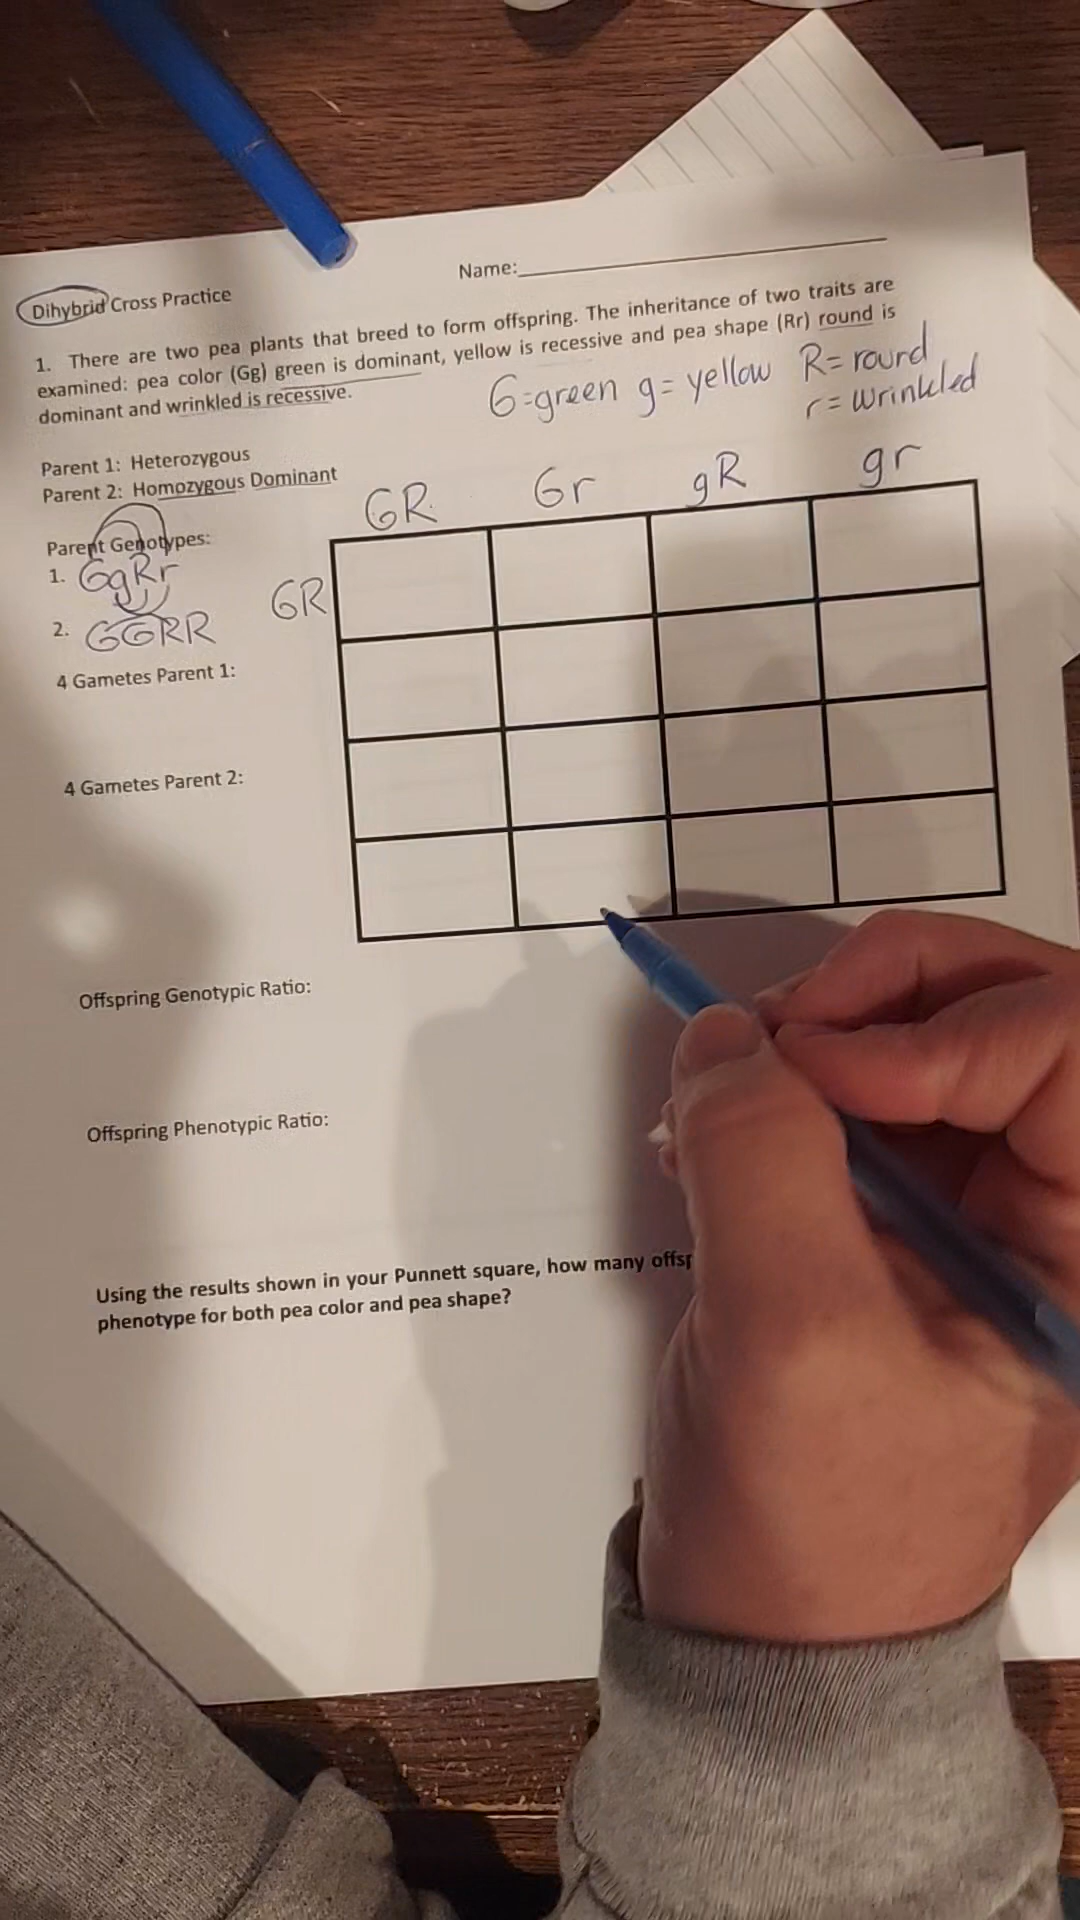 Name:
Dihybrid Cross Practice
1. There are two pea plants that breed to form offspring. The inheritance of two traits are
examined: pea color (Gg) green is dominant, yellow is recessive and pea shape (Rr) round is
dominant and wrinkled is recessive.
G=green g= yellow R= round
r= wrinkled
Parent 1: Heterozygous
Parent 2: Homozygous Dominant
GR Gr gR gr
Parent Genotypes:
1. GgRr
GR
2. GGRR
4 Gametes Parent 1:
4 Gametes Parent 2:
Offspring Genotypic Ratio:
Offspring Phenotypic Ratio:
Using the results shown in your Punnett square, how many
phenotype for both pea color and pea shape?